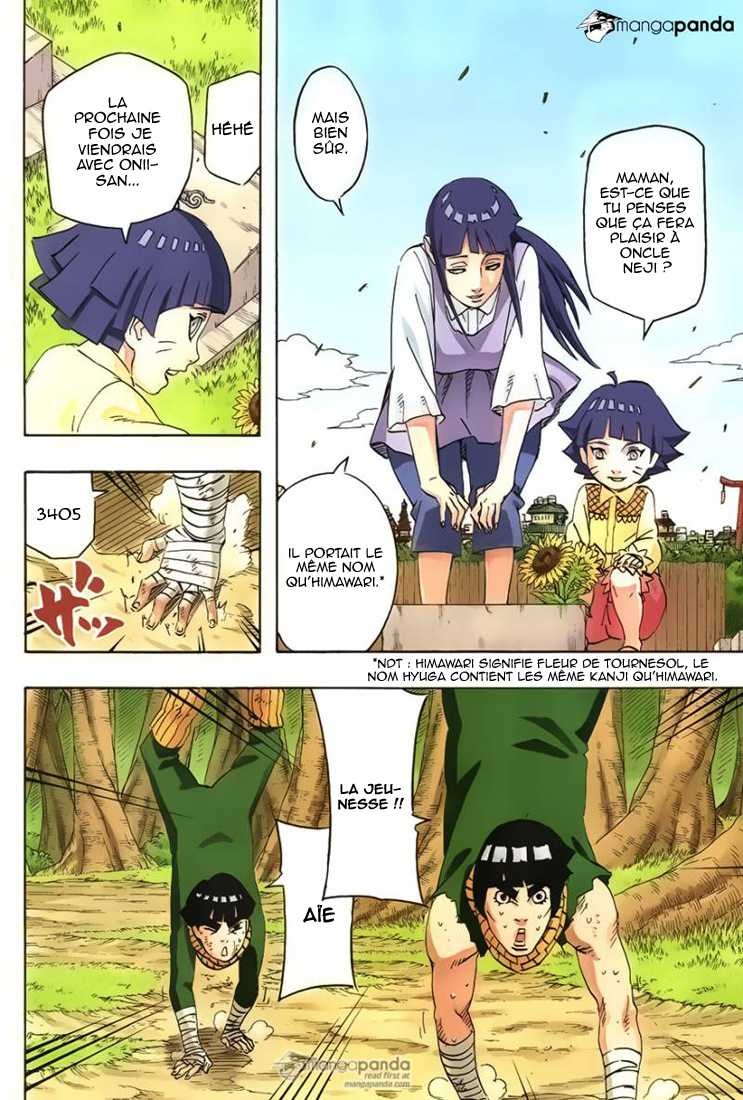 mangapanda
MAMAN,
EST-CE QUE
TU PENSES
QUE ÇA FERA
PLAISIR À
ONCLE
NEJI ?
MAIS
BIEN
SÛR.
IL PORTAIT LE
MÊME NOM
QU'HIMAWARI.*
*NDT : HIMAWARI SIGNIFIE FLEUR DE TOURNESOL, LE
NOM HYUGA CONTIENT LES MÊME KANJI QU'HIMAWARI.
HÉHÉ
LA
PROCHAINE
FOIS JE
VIENDRAIS
AVEC ONII-
SAN...
3405
ザッ
LA JEU-
NESSE !!
AÏE
mangapanda
read first at
mangapanda.com